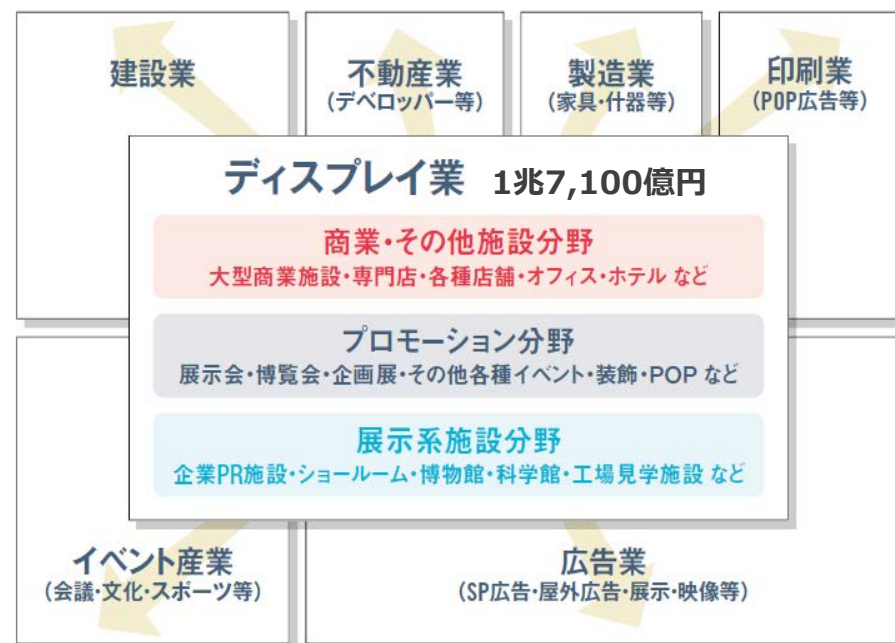 建設業
不動産業
(デベロッパー等)
製造業
(家具・什器等)
印刷業
(POP広告等)
ディスプレイ業 1兆7,100億円
商業・その他施設分野
大型商業施設・専門店・各種店舗・オフィス・ホテル など
プロモーション分野
展示会・博覧会・企画展・その他各種イベント・装飾・POP など
展示系施設分野
企業PR施設・ショールーム・博物館・科学館・工場見学施設 など
イベント産業
(会議・文化・スポーツ等)
広告業
(SP広告・屋外広告・展示・映像等)